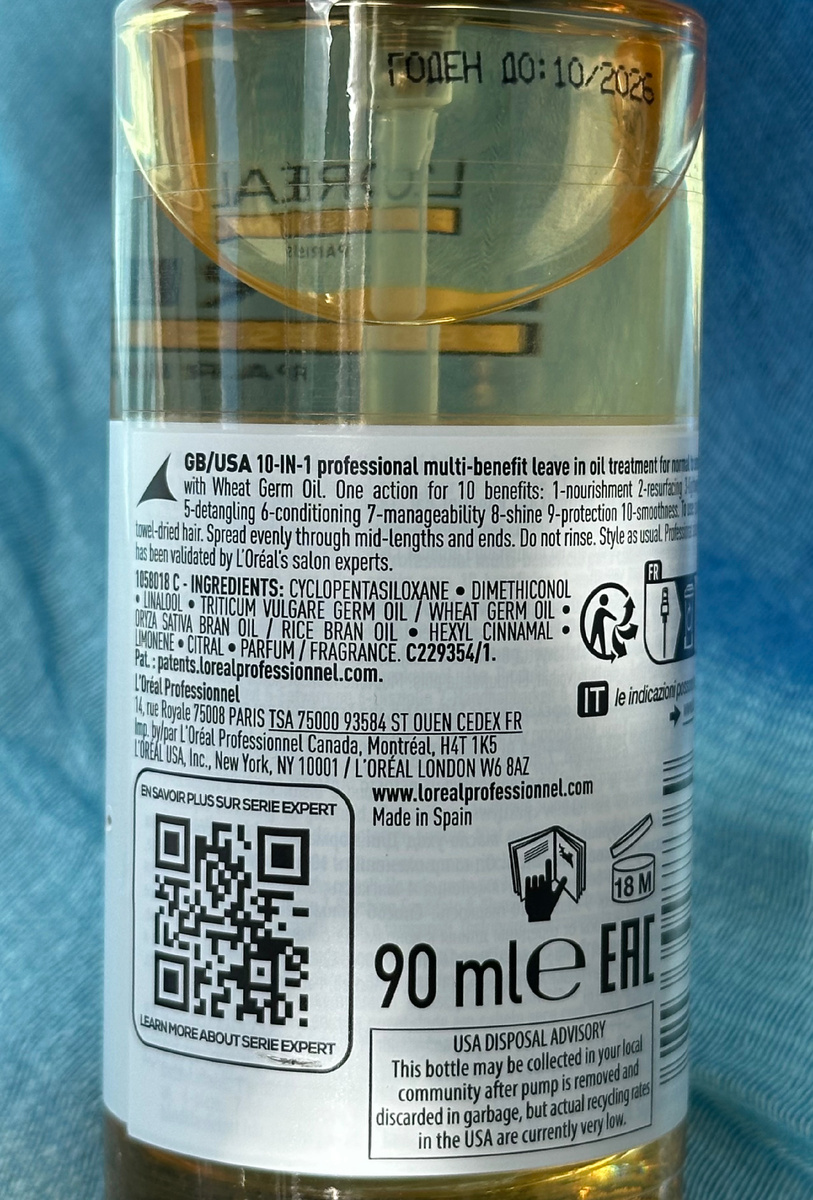 ГОДЕН ДО:10/2026
L'ORÉAL
PARIS
GB/USA 10-IN-1 professional multi-benefit leave in oil treatment for normal
with Wheat Germ Oil. One action for 10 benefits: 1-nourishment 2-resurfacing
5-detangling 6-conditioning 7-manageability 8-shine 9-protection 10-smoothness. To
towel-dried hair. Spread evenly through mid-lengths and ends. Do not rinse. Style as usual.
has been validated by L'Oréal's salon experts.
1058018 C - INGREDIENTS: CYCLOPENTASILOXANE • DIMETHICONOL
• LINALOOL • TRITICUM VULGARE GERM OIL / WHEAT GERM OIL •
ORYZA SATIVA BRAN OIL / RICE BRAN OIL • HEXYL CINNAMAL •
LIMONENE • CITRAL • PARFUM / FRAGRANCE. C229354/1.
Pat.: patents.lorealprofessionnel.com.
FR
L'Oréal Professionnel
14, rue Royale 75008 PARIS TSA 75000 93584 ST OUEN CEDEX FR
Imp. by/par L'Oréal Professionnel Canada, Montréal, H4T 1K5
L'ORÉAL USA, Inc., New York, NY 10001 / L'ORÉAL LONDON W6 8AZ
IT le indicazioni
www.lorealprofessionnel.com
Made in Spain
EN SAVOIR PLUS SUR SERIE EXPERT
LEARN MORE ABOUT SERIE EXPERT
18 M
90 ml e EAC
USA DISPOSAL ADVISORY
This bottle may be collected in your local
community after pump is removed and
discarded in garbage, but actual recycling rates
in the USA are currently very low.